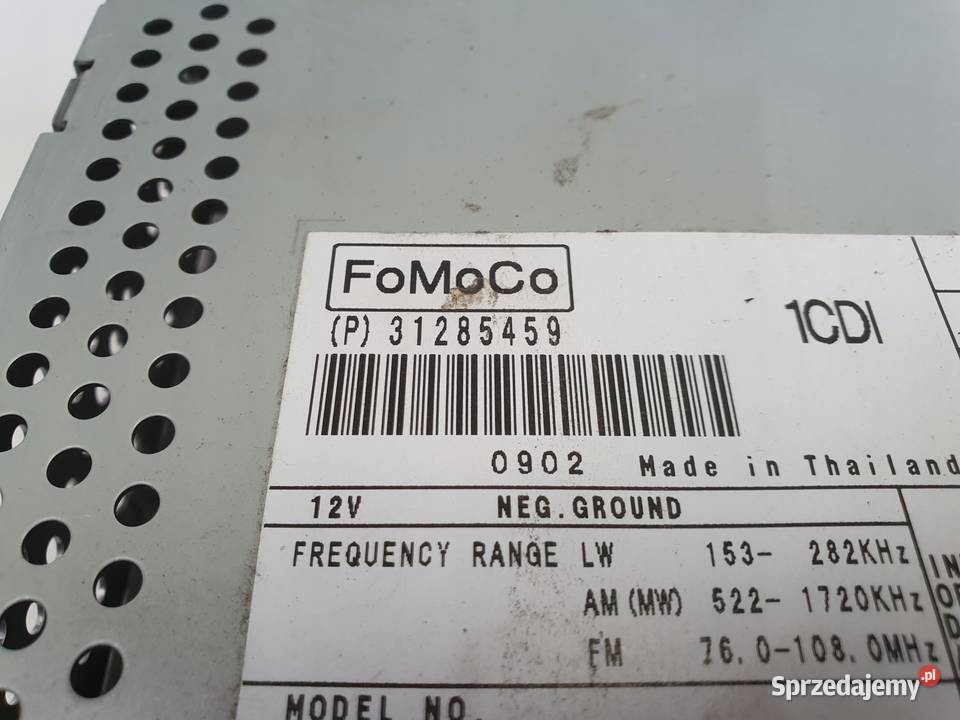 FoMoCo
(P) 31285459
1CDI
0902 Made in Thailand
12V NEG.GROUND
FREQUENCY RANGE LW 153- 282KHz
AM (MW) 522- 1720KHz
FM 76.0-108.0MHz
MODEL NO.
Sprzedajemy.pl